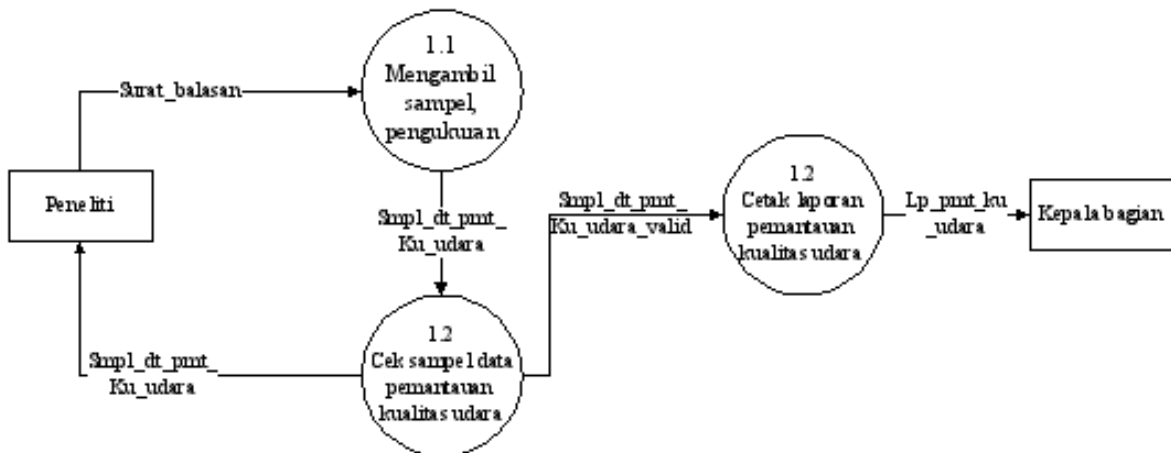 1.1
Mengambil
sampel,
pengukuran
Surat_balasan
Peneliti
Smpl_dt_pmt_
Ku_udara
1.2
Cek sampel data
pemantauan
kualitas udara
Smpl_dt_pmt_
Ku_udara
Smpl_dt_pmt_
Ku_udara_valid
1.2
Cetak laporan
pemantauan
kualitas udara
Lp_pmt_ku
_udara
Kepala bagian